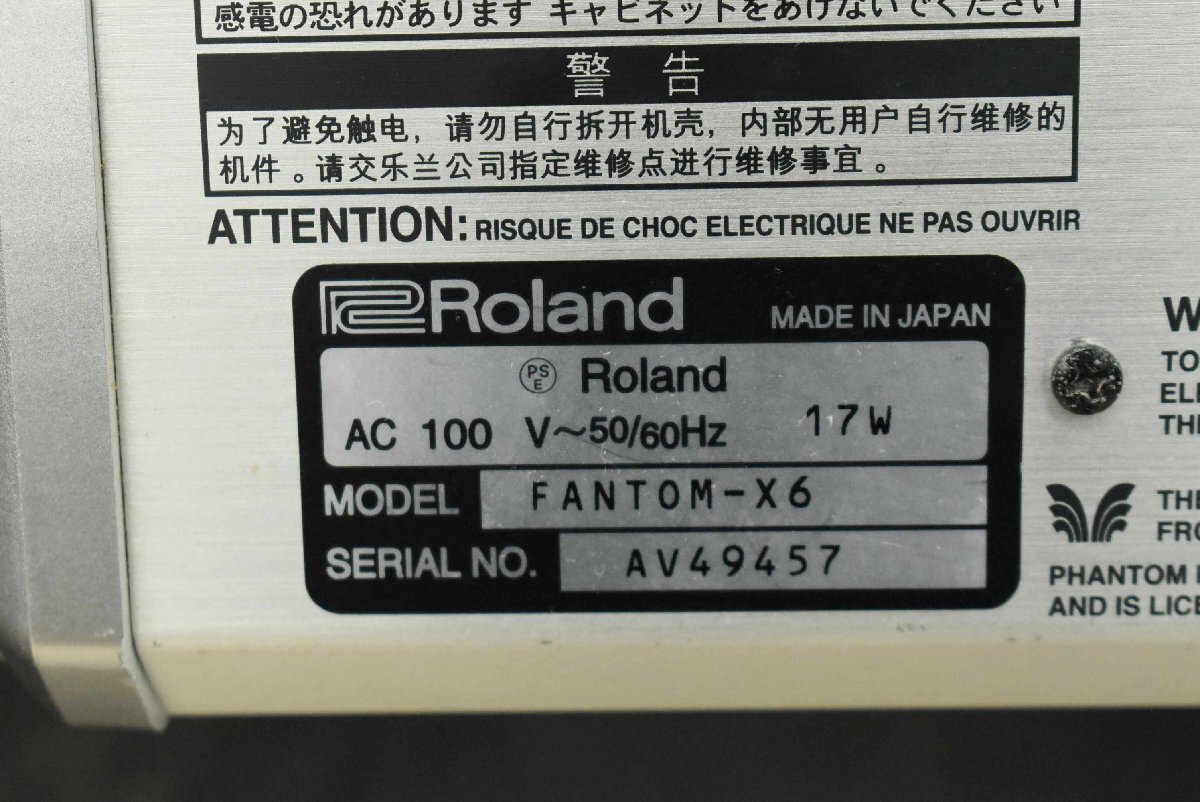 感電の恐れがあります キャビネットをあけないでください
警 告
为了避免触电，请勿自行拆开机壳，内部无用户自行维修的
机件。请交乐兰公司指定维修点进行维修事宜。
ATTENTION: RISQUE DE CHOC ELECTRIQUE NE PAS OUVRIR
Roland MADE IN JAPAN
PS
E
Roland
AC 100 V~50/60Hz 17W
MODEL FANTOM-X6
SERIAL NO. AV49457
W
TO
ELE
THE
THE
FRO
PHANTOM
AND IS LICE